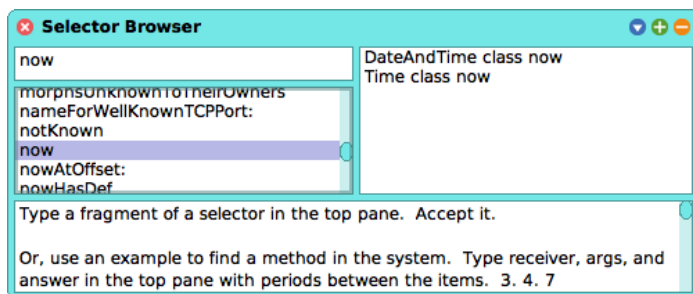 Selector Browser
now
DateAndTime class now
Time class now
morphsUnknownToTheirOwners
nameForWellKnownTCPPort:
notKnown
now
nowAtOffset:
nowHasDef
Type a fragment of a selector in the top pane.  Accept it.
Or, use an example to find a method in the system.  Type receiver, args, and
answer in the top pane with periods between the items.  3. 4. 7